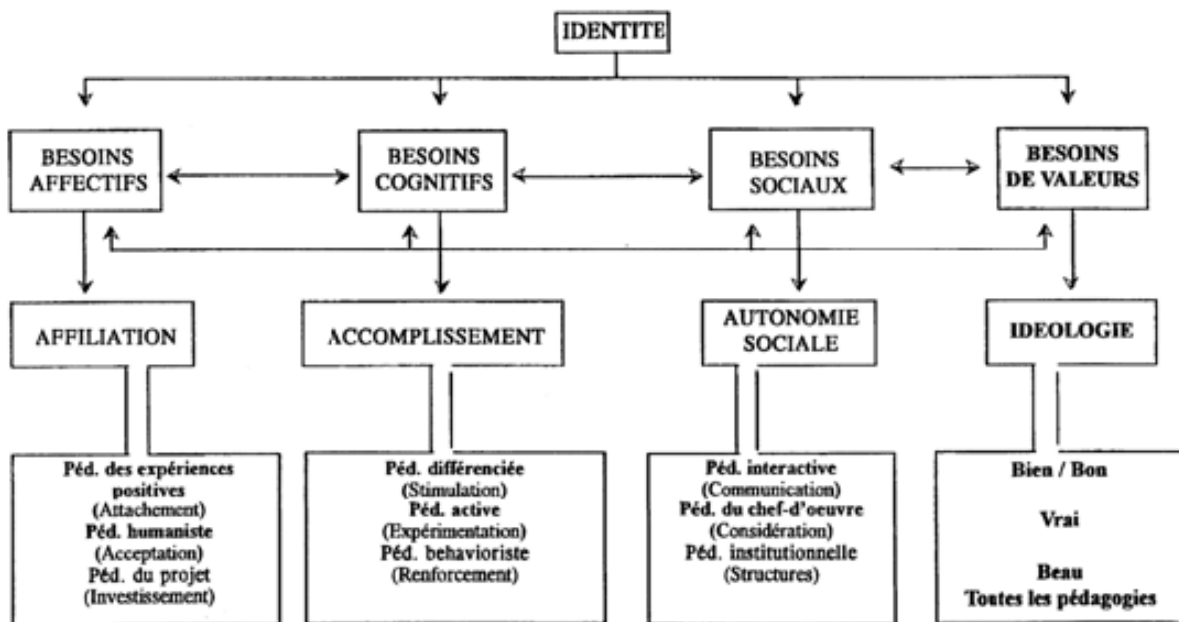 IDENTITE
BESOINS
AFFECTIFS
BESOINS
COGNITIFS
BESOINS
SOCIAUX
BESOINS
DE VALEURS
AFFILIATION
ACCOMPLISSEMENT
AUTONOMIE
SOCIALE
IDEOLOGIE
Péd. des expériences
positives
(Attachement)
Péd. humaniste
(Acceptation)
Péd. du projet
(Investissement)
Péd. différenciée
(Stimulation)
Péd. active
(Expérimentation)
Péd. behavioriste
(Renforcement)
Péd. interactive
(Communication)
Péd. du chef-d'oeuvre
(Considération)
Péd. institutionnelle
(Structures)
Bien / Bon
Vrai
Beau
Toutes les pédagogies